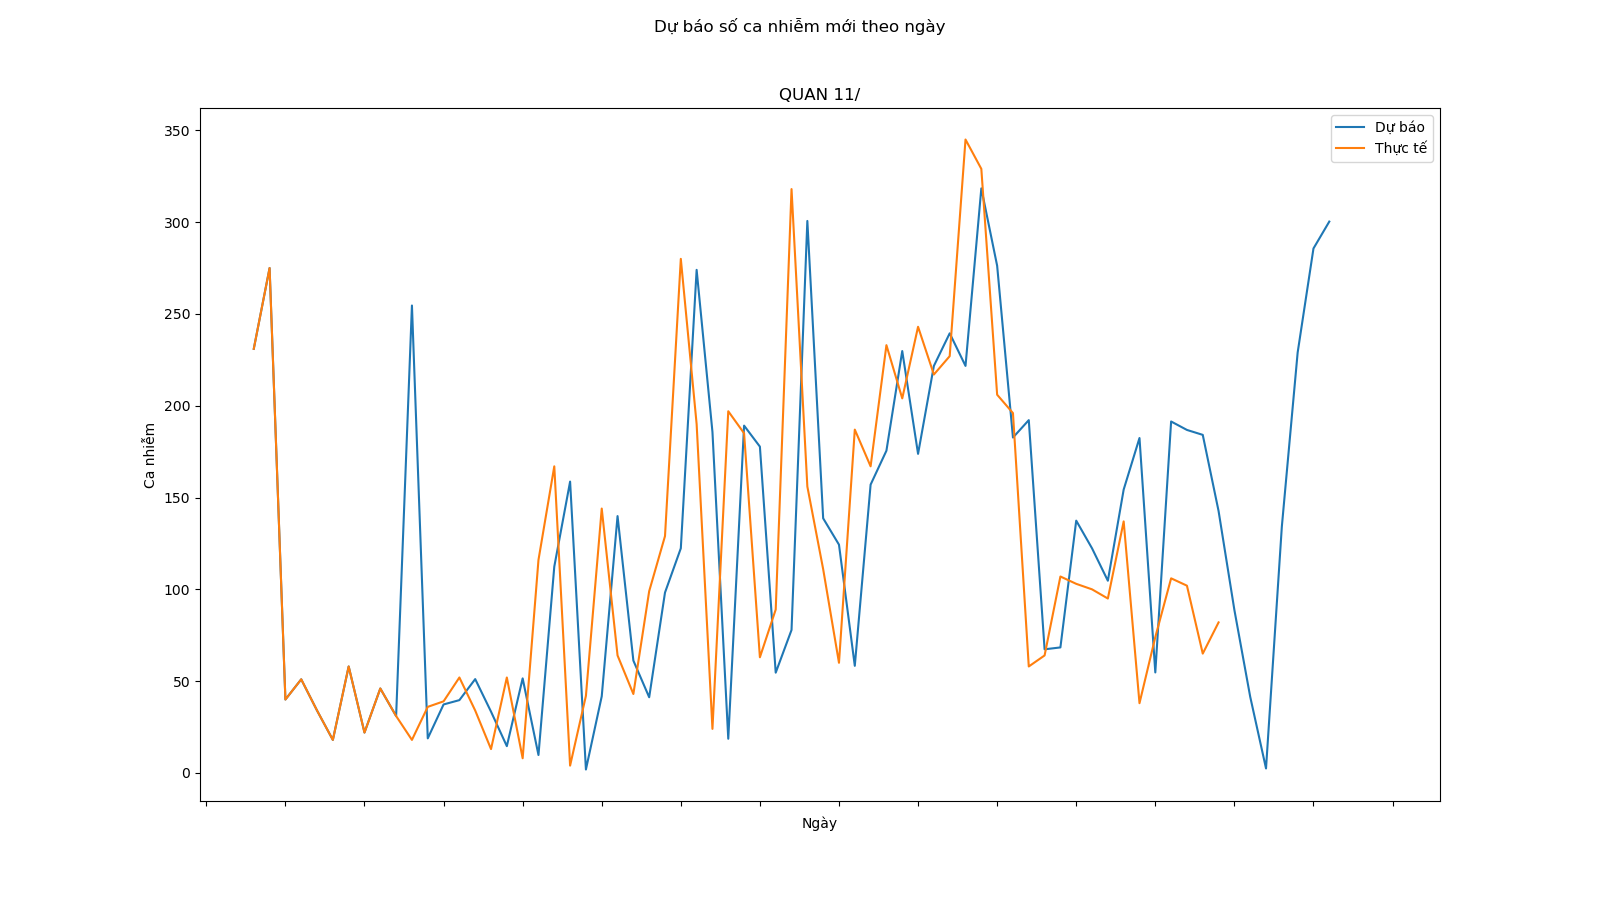 Dự báo số ca nhiễm mới theo ngày
QUAN 11/
Dự báo
Thực tế
350
300
250
200
150
100
50
0
Ca nhiễm
Ngày